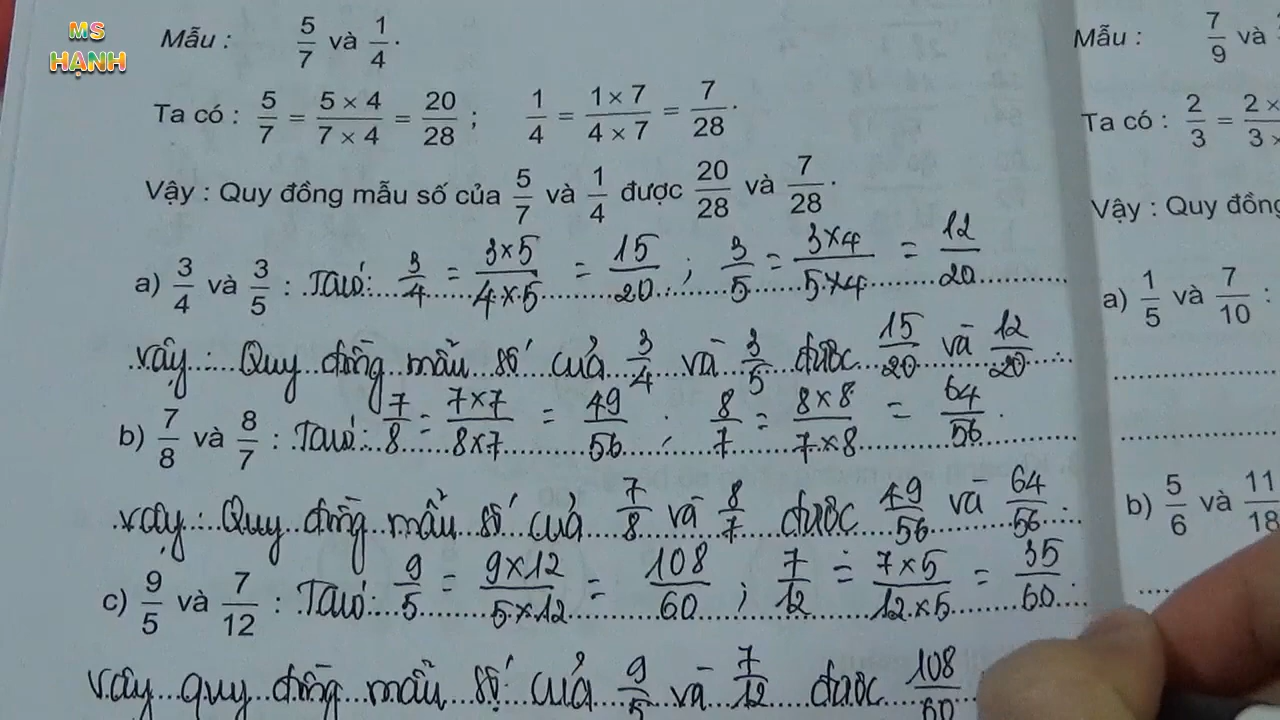 MS
HẠNH
Mẫu : 5/7 và 1/4.
Ta có : 5/7 = (5 × 4)/(7 × 4) = 20/28 ; 1/4 = (1 × 7)/(4 × 7) = 7/28.
Vậy : Quy đồng mẫu số của 5/7 và 1/4 được 20/28 và 7/28.
a) 3/4 và 3/5 : Ta có: 3/4 = (3×5)/(4×5) = 15/20 ; 3/5 = (3×4)/(5×4) = 12/20
Vậy: Quy đồng mẫu số của 3/4 và 3/5 được 15/20 và 12/20.
b) 7/8 và 8/7 : Ta có: 7/8 = (7×7)/(8×7) = 49/56 ; 8/7 = (8×8)/(7×8) = 64/56.
Vậy: Quy đồng mẫu số của 7/8 và 8/7 được 49/56 và 64/56.
c) 9/5 và 7/12 : Ta có: 9/5 = (9×12)/(5×12) = 108/60 ; 7/12 = (7×5)/(12×5) = 35/60.
Vậy quy đồng mẫu số của 9/5 và 7/12 được 108/60
Mẫu : 7/9 và
Ta có : 2/3 = (2 ×)/(3 ×)
Vậy : Quy đồng
a) 1/5 và 7/10 :
b) 5/6 và 11/18